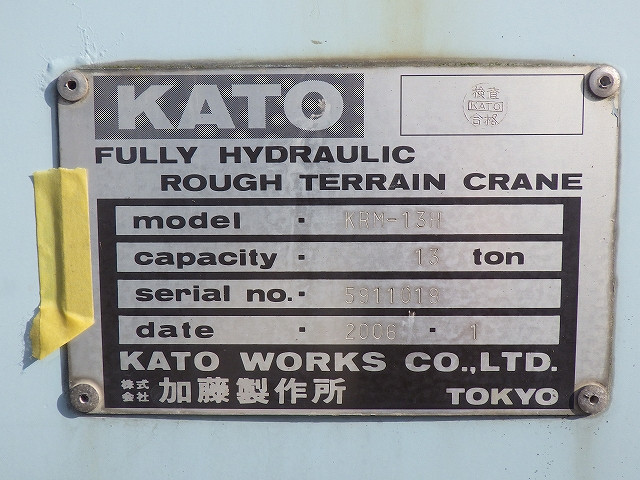 KATO
検査
KATO
合格
FULLY HYDRAULIC
ROUGH TERRAIN CRANE
model · KRM-13H
capacity · 13 ton
serial no. · 5911018
date · 2006 · 1
KATO WORKS CO.,LTD.
株式会社 加藤製作所 TOKYO